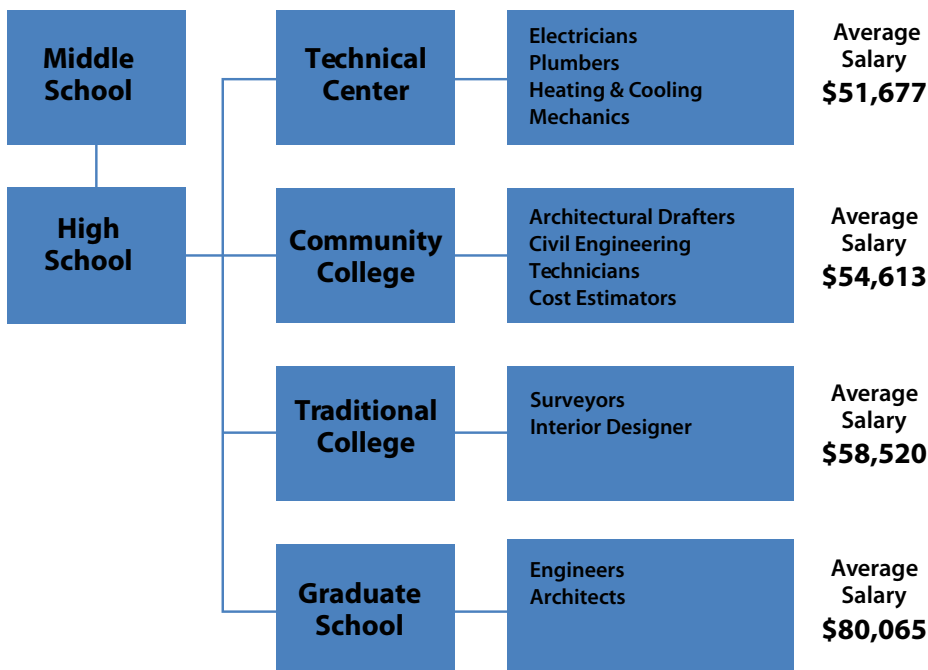 Middle
School
High
School
Technical
Center
Electricians
Plumbers
Heating & Cooling
Mechanics
Average
Salary
$51,677
Community
College
Architectural Drafters
Civil Engineering
Technicians
Cost Estimators
Average
Salary
$54,613
Traditional
College
Surveyors
Interior Designer
Average
Salary
$58,520
Graduate
School
Engineers
Architects
Average
Salary
$80,065